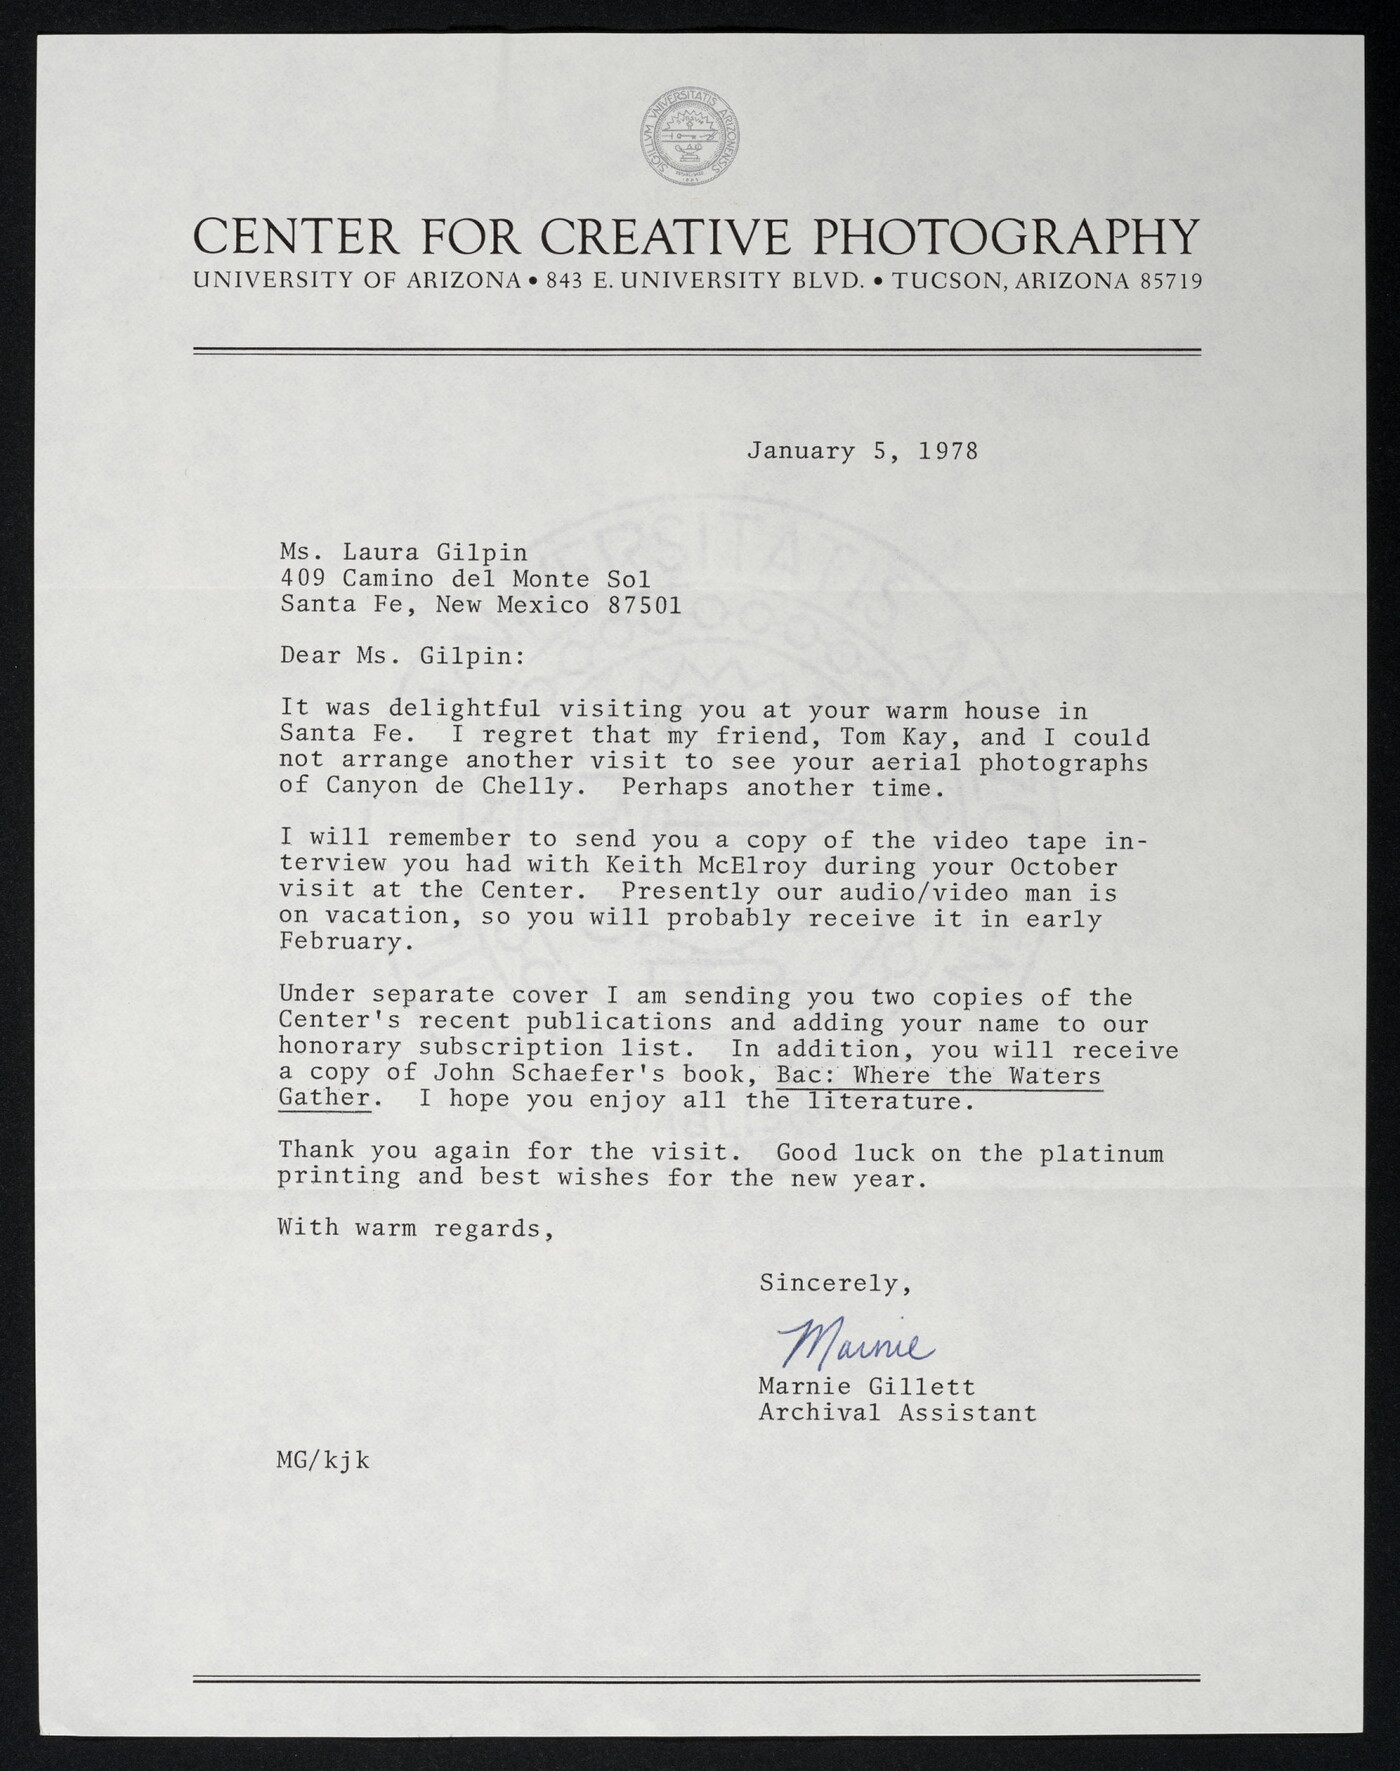 SIGILLVM VNIVERSITATIS ARIZONENSIS
CENTER FOR CREATIVE PHOTOGRAPHY
UNIVERSITY OF ARIZONA • 843 E. UNIVERSITY BLVD. • TUCSON, ARIZONA 85719
January 5, 1978
Ms. Laura Gilpin
409 Camino del Monte Sol
Santa Fe, New Mexico 87501
Dear Ms. Gilpin:
It was delightful visiting you at your warm house in
Santa Fe. I regret that my friend, Tom Kay, and I could
not arrange another visit to see your aerial photographs
of Canyon de Chelly. Perhaps another time.
I will remember to send you a copy of the video tape in-
terview you had with Keith McElroy during your October
visit at the Center. Presently our audio/video man is
on vacation, so you will probably receive it in early
February.
Under separate cover I am sending you two copies of the
Center's recent publications and adding your name to our
honorary subscription list. In addition, you will receive
a copy of John Schaefer's book, Bac: Where the Waters
Gather. I hope you enjoy all the literature.
Thank you again for the visit. Good luck on the platinum
printing and best wishes for the new year.
With warm regards,
Sincerely,
Marnie
Marnie Gillett
Archival Assistant
MG/kjk